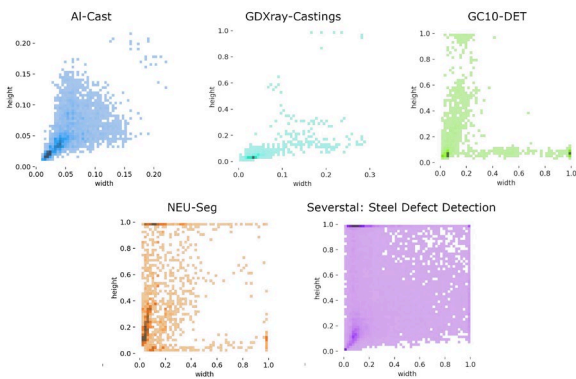 Al-Cast
GDXray-Castings
GC10-DET
height
0.20
0.15
0.10
0.05
0.00
0.00 0.05 0.10 0.15 0.20
width
height
1.0
0.8
0.6
0.4
0.2
0.0
0.0 0.1 0.2 0.3
width
height
1.0
0.8
0.6
0.4
0.2
0.0
0.0 0.2 0.4 0.6 0.8 1.0
width
NEU-Seg
Severstal: Steel Defect Detection
height
1.0
0.8
0.6
0.4
0.2
0.0
0.0 0.2 0.4 0.6 0.8 1.0
width
height
1.0
0.8
0.6
0.4
0.2
0.0
0.0 0.2 0.4 0.6 0.8 1.0
width